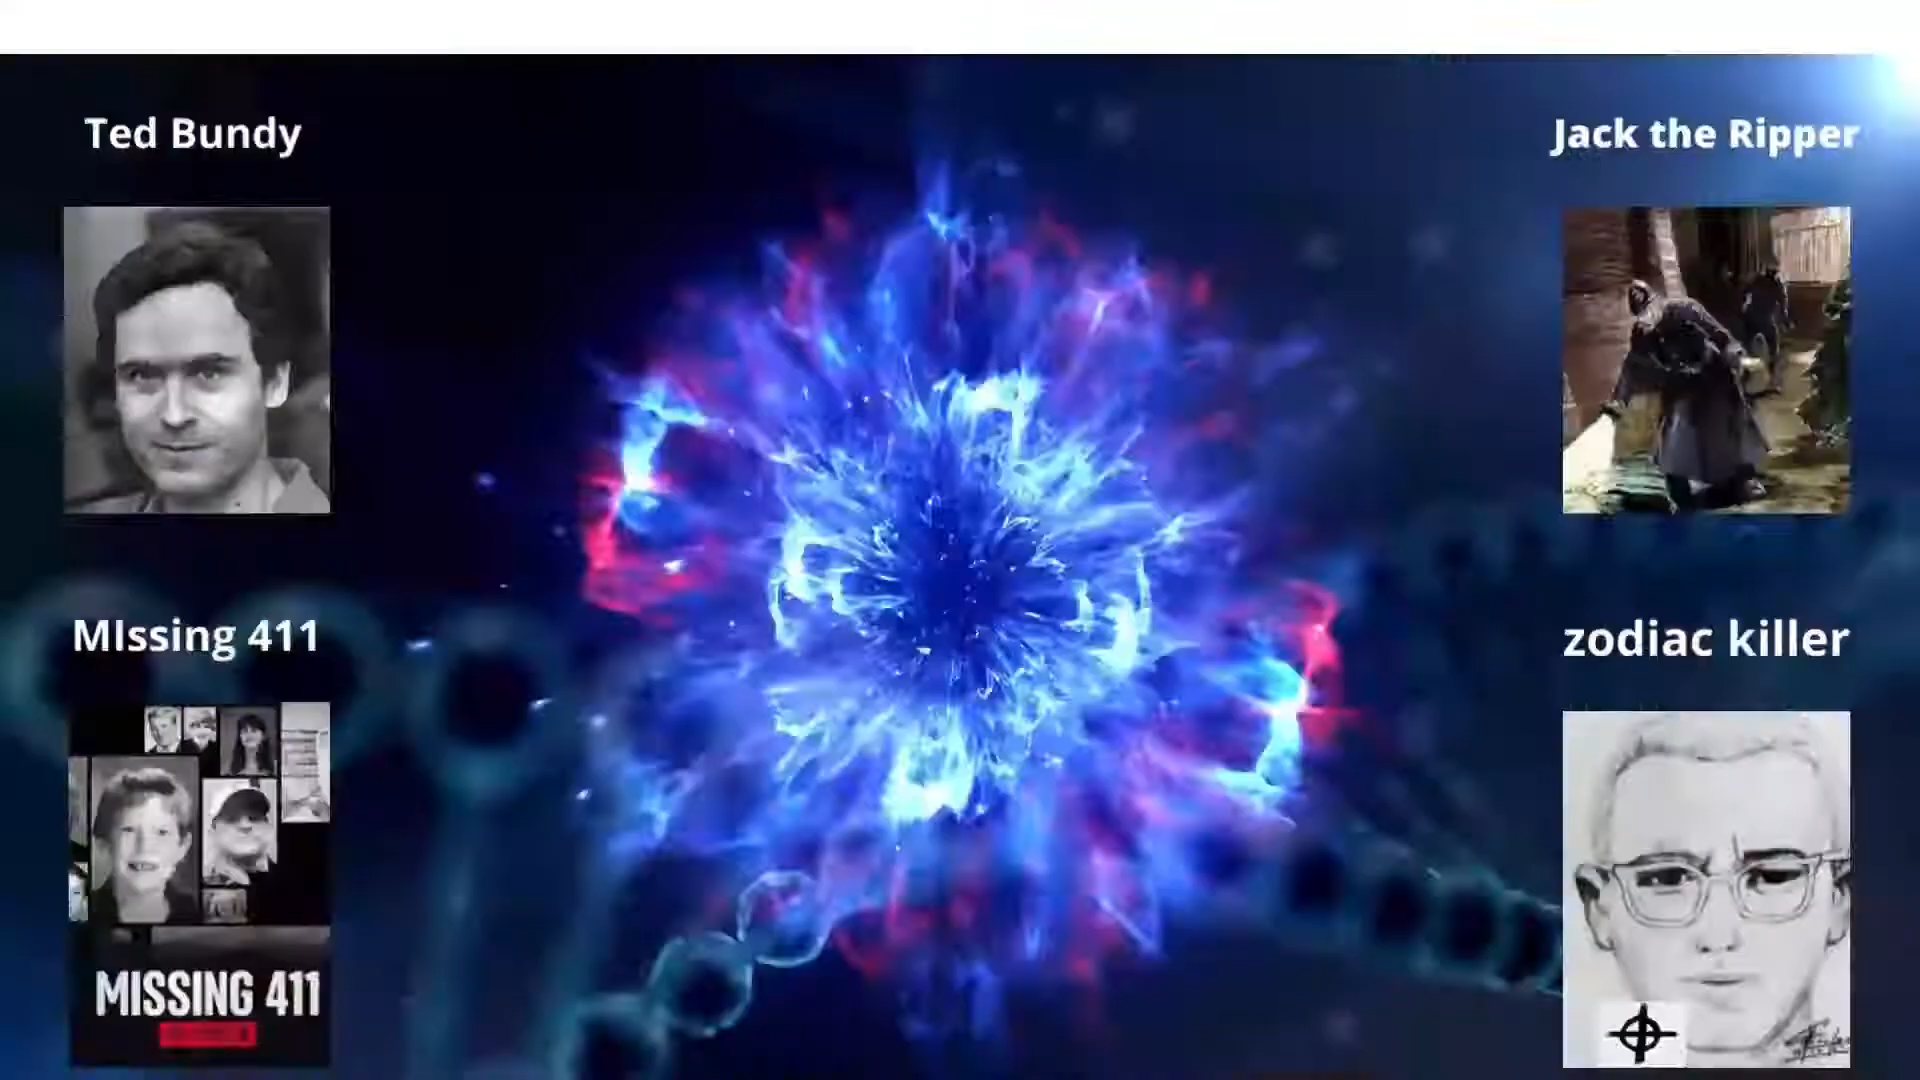 Ted Bundy
Jack the Ripper
MIssing 411
zodiac killer
MISSING 411